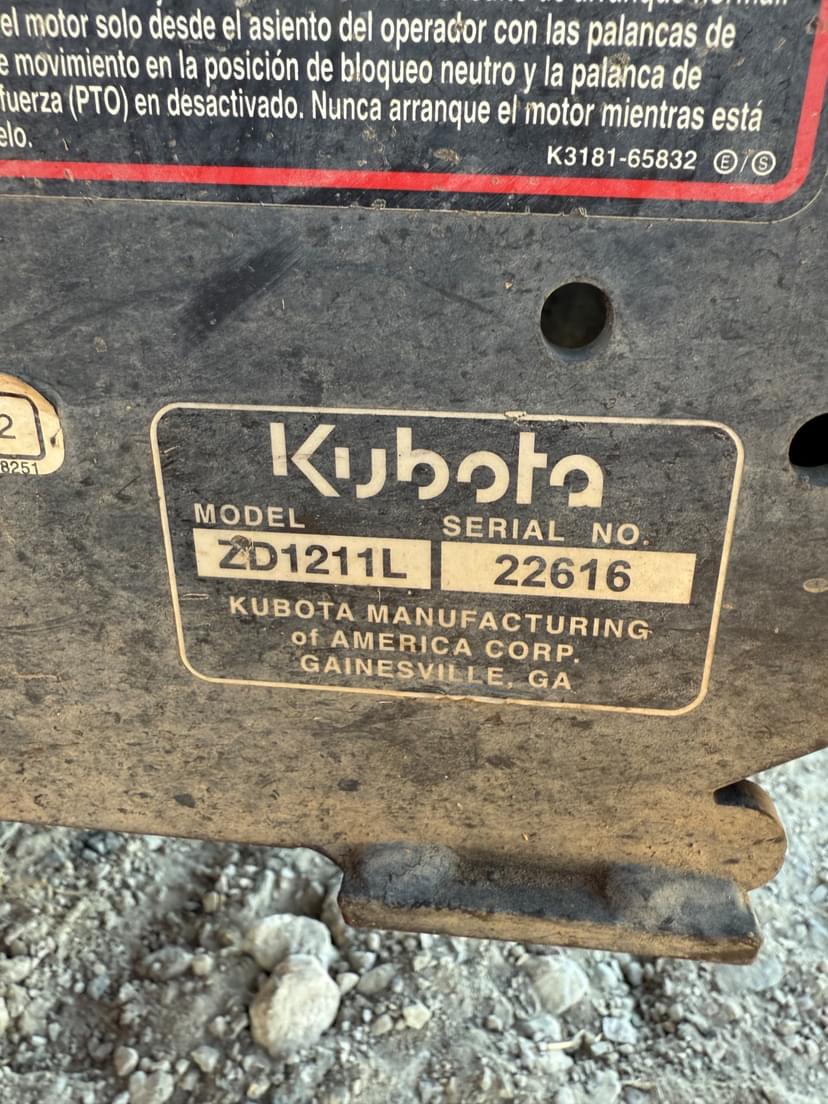 el motor solo desde el asiento del operador con las palancas de
movimiento en la posición de bloqueo neutro y la palanca de
fuerza (PTO) en desactivado. Nunca arranque el motor mientras está
K3181-65832 Ⓔ/Ⓢ
2
8251
Kubota
MODEL SERIAL NO.
ZD1211L 22616
KUBOTA MANUFACTURING
of AMERICA CORP.
GAINESVILLE, GA